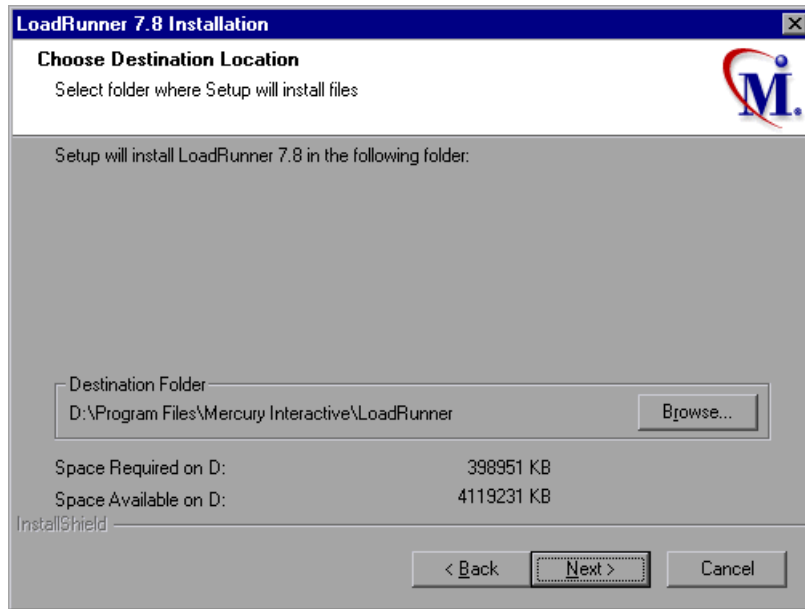 LoadRunner 7.8 Installation
Choose Destination Location
Select folder where Setup will install files
M.
Setup will install LoadRunner 7.8 in the following folder:
Destination Folder
D:\Program Files\Mercury Interactive\LoadRunner
Browse...
Space Required on D: 398951 KB
Space Available on D: 4119231 KB
InstallShield
< Back
Next >
Cancel